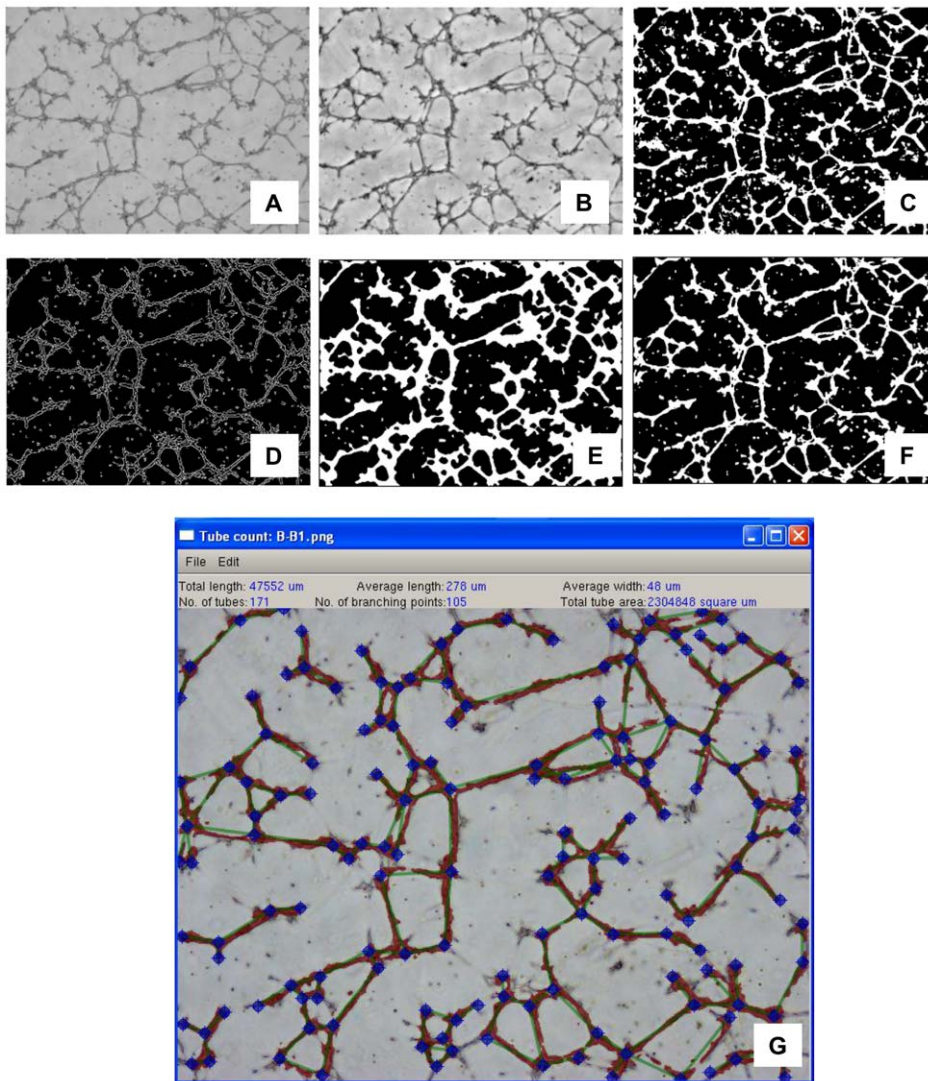 A
B
C
D
E
F
Tube count: B-B1.png
File Edit
Total length: 47552 um Average length: 278 um Average width: 48 um
No. of tubes: 171 No. of branching points: 105 Total tube area: 2304848 square um
G